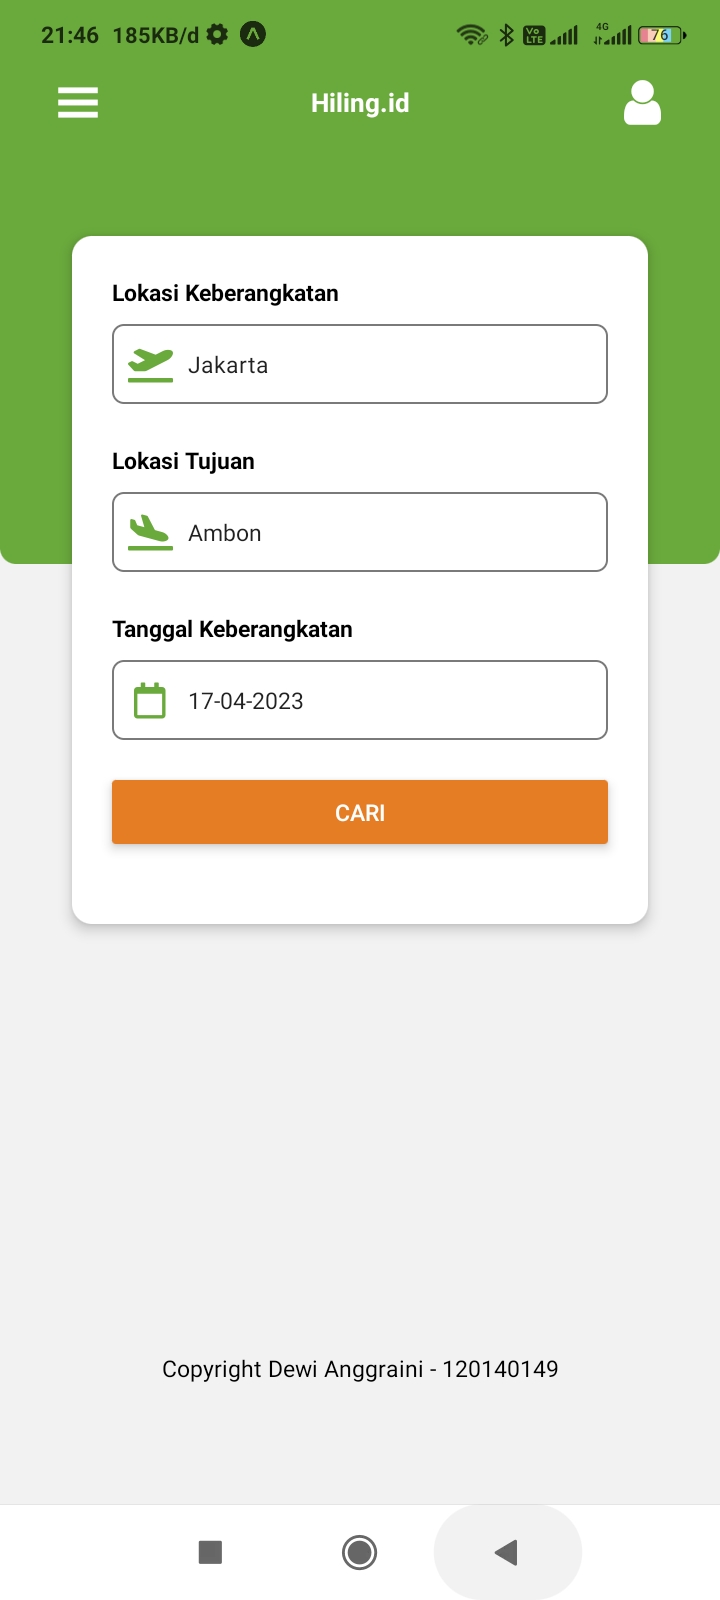 21:46 185KB/d Vo LTE 4G 76
Hiling.id
Lokasi Keberangkatan
Jakarta
Lokasi Tujuan
Ambon
Tanggal Keberangkatan
17-04-2023
CARI
Copyright Dewi Anggraini - 120140149